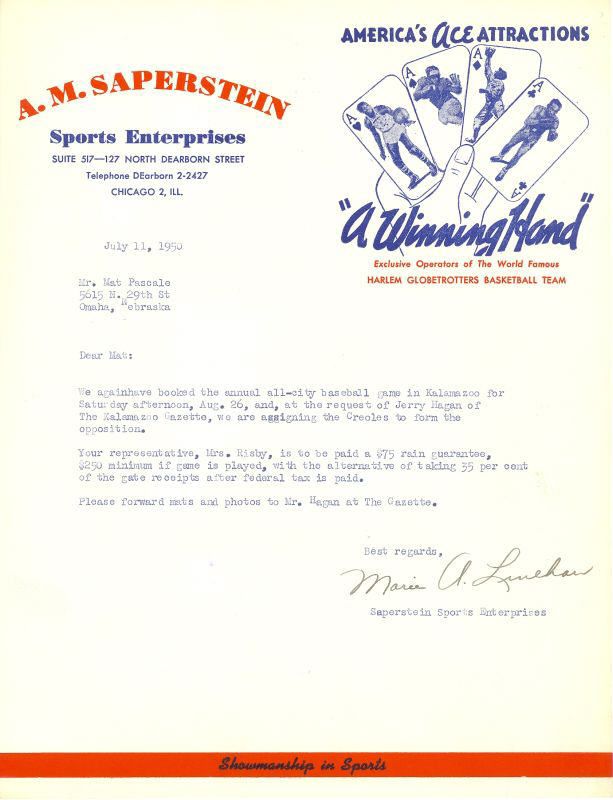 A. M. SAPERSTEIN
Sports Enterprises
SUITE 517—127 NORTH DEARBORN STREET
Telephone DEarborn 2-2427
CHICAGO 2, ILL.
AMERICA'S ACE ATTRACTIONS
A
A
A
A
"A Winning Hand"
Exclusive Operators of The World Famous
HARLEM GLOBETROTTERS BASKETBALL TEAM
July 11, 1950
Mr. Mat Pascale
5615 N. 29th St
Omaha, Nebraska
Dear Mat:
We againhave booked the annual all-city baseball game in Kalamazoo for
Saturday afternoon, Aug. 26, and, at the request of Jerry Hagan of
The Kalamazoo Gazette, we are assigning the Creoles to form the
opposition.
Your representative, Mrs. Risby, is to be paid a $75 rain guarantee,
$250 minimum if game is played, with the alternative of taking 35 per cent
of the gate receipts after federal tax is paid.
Please forward mats and photos to Mr. Hagan at The Gazette.
Best regards,
Marie A. Linehan
Saperstein Sports Enterprises
Showmanship in Sports